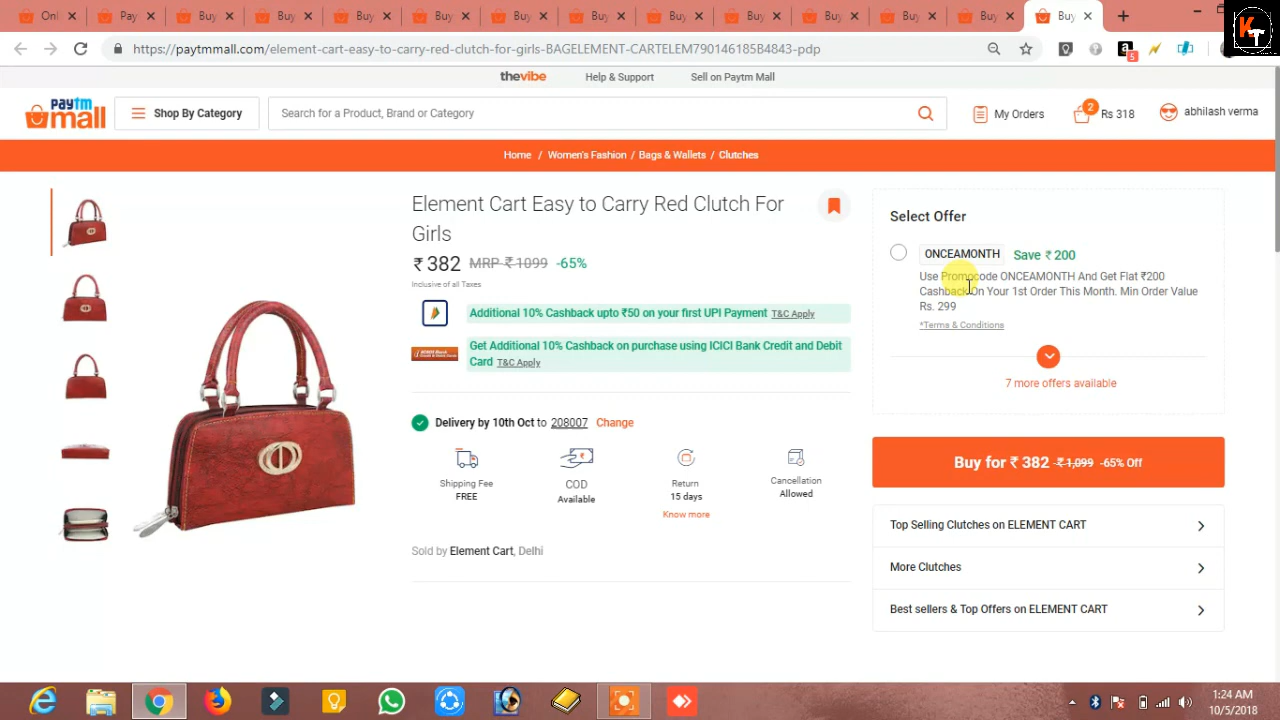 Onl
Pay
Buy
Buy
Buy
Buy
Buy
Buy
Buy
Buy
Buy
Buy
Buy
Buy
https://paytmmall.com/element-cart-easy-to-carry-red-clutch-for-girls-BAGELEMENT-CARTELEM790146185B4843-pdp
5
KT
thevibe
Help & Support
Sell on Paytm Mall
paytm
mall
Shop By Category
Search for a Product, Brand or Category
My Orders
2
Rs 318
abhilash verma
Home / Women's Fashion / Bags & Wallets / Clutches
Element Cart Easy to Carry Red Clutch For
Girls
₹ 382 MRP ₹ 1099 -65%
Inclusive of all Taxes
Additional 10% Cashback upto ₹50 on your first UPI Payment T&C Apply
ICICI Bank
Get Additional 10% Cashback on purchase using ICICI Bank Credit and Debit
Card T&C Apply
Delivery by 10th Oct to 208007 Change
Shipping Fee
FREE
COD
Available
Return
15 days
Know more
Cancellation
Allowed
Sold by Element Cart, Delhi
Select Offer
ONCEAMONTH Save ₹ 200
Use Promocode ONCEAMONTH And Get Flat ₹200
Cashback On Your 1st Order This Month. Min Order Value
Rs. 299
*Terms & Conditions
7 more offers available
Buy for ₹ 382 ₹ 1,099 -65% Off
Top Selling Clutches on ELEMENT CART
More Clutches
Best sellers & Top Offers on ELEMENT CART
1:24 AM
10/5/2018